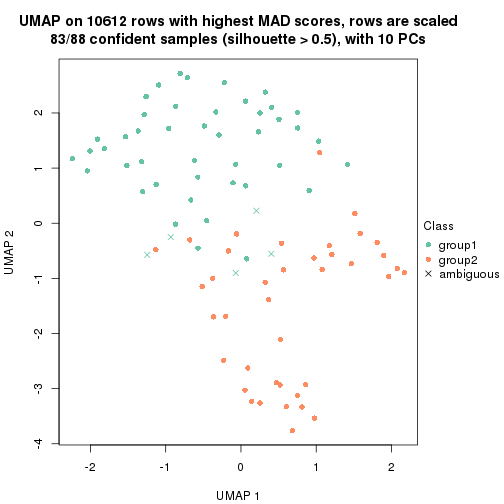 UMAP on 10612 rows with highest MAD scores, rows are scaled
83/88 confident samples (silhouette > 0.5), with 10 PCs
2
1
0
-1
-2
-3
-4
UMAP 2
-2
-1
0
1
2
UMAP 1
Class
group1
group2
ambiguous